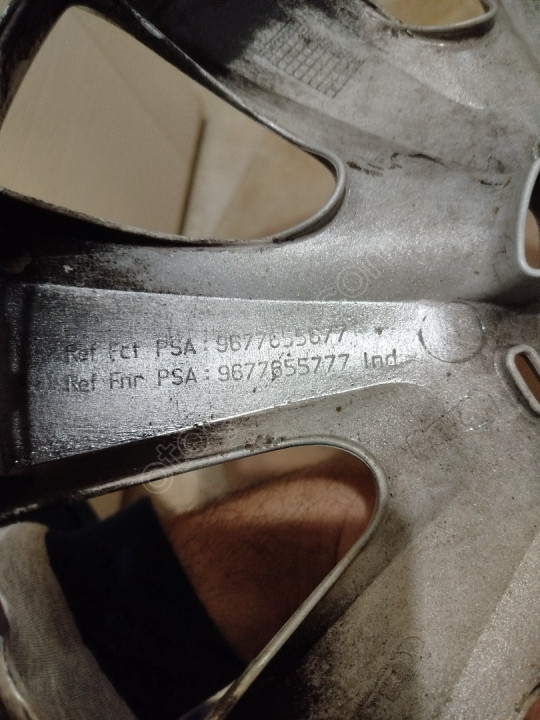 Ref Fct PSA : 9677655677
Ref Fnr PSA : 9677655777 Ind